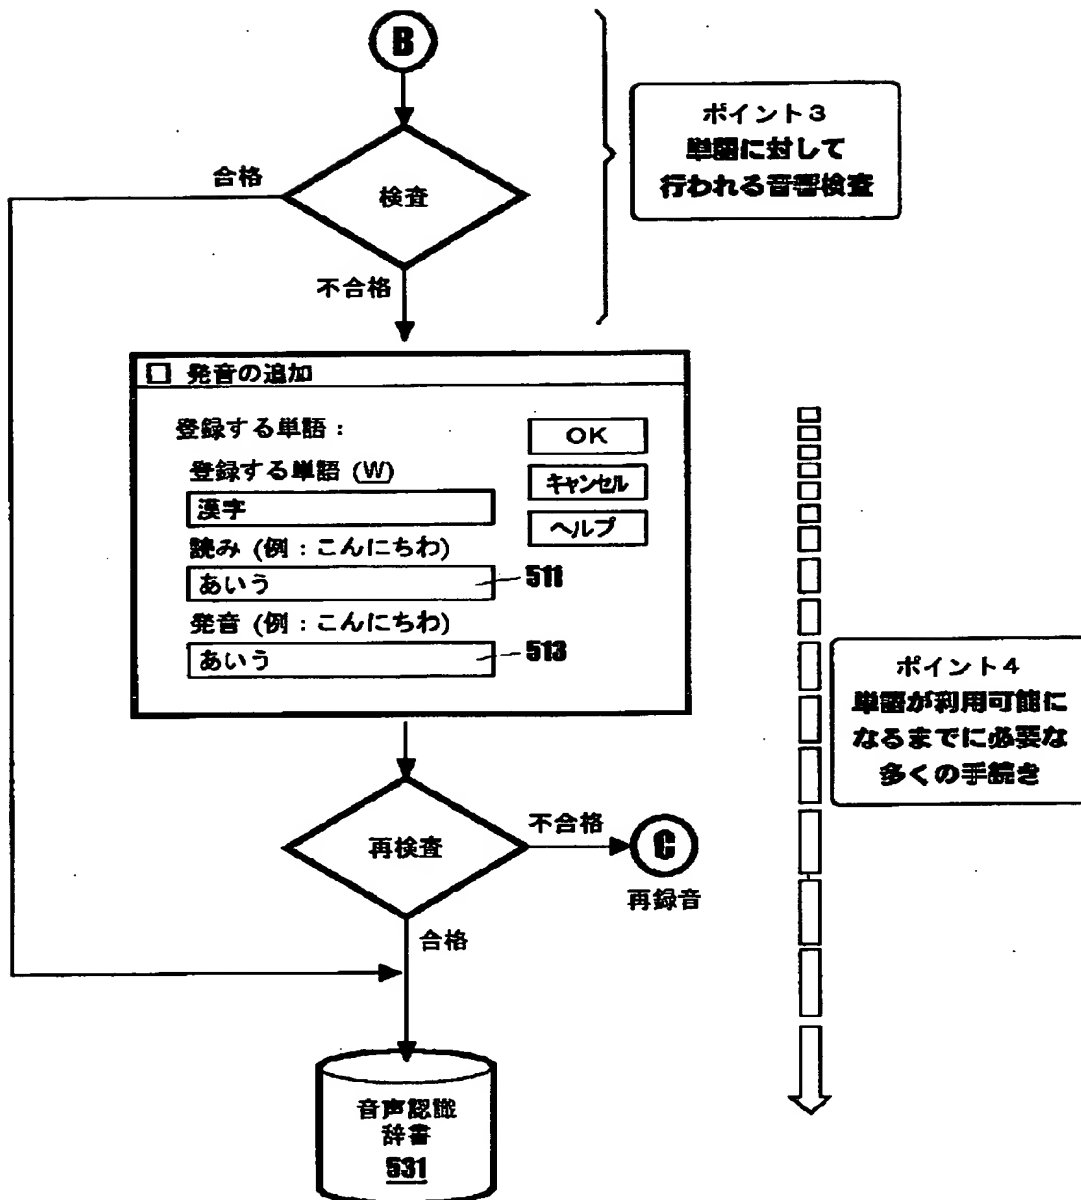 B
ポイント3
単語に対して
行われる音響検査
合格
検査
不合格
発音の追加
登録する単語：
OK
登録する単語 (W)
キャンセル
漢字
ヘルプ
読み (例：こんにちわ)
あいう
511
発音 (例：こんにちわ)
あいう
513
ポイント4
単語が利用可能に
なるまでに必要な
多くの手続き
再検査
不合格
C
再録音
合格
音声認識
辞書
531